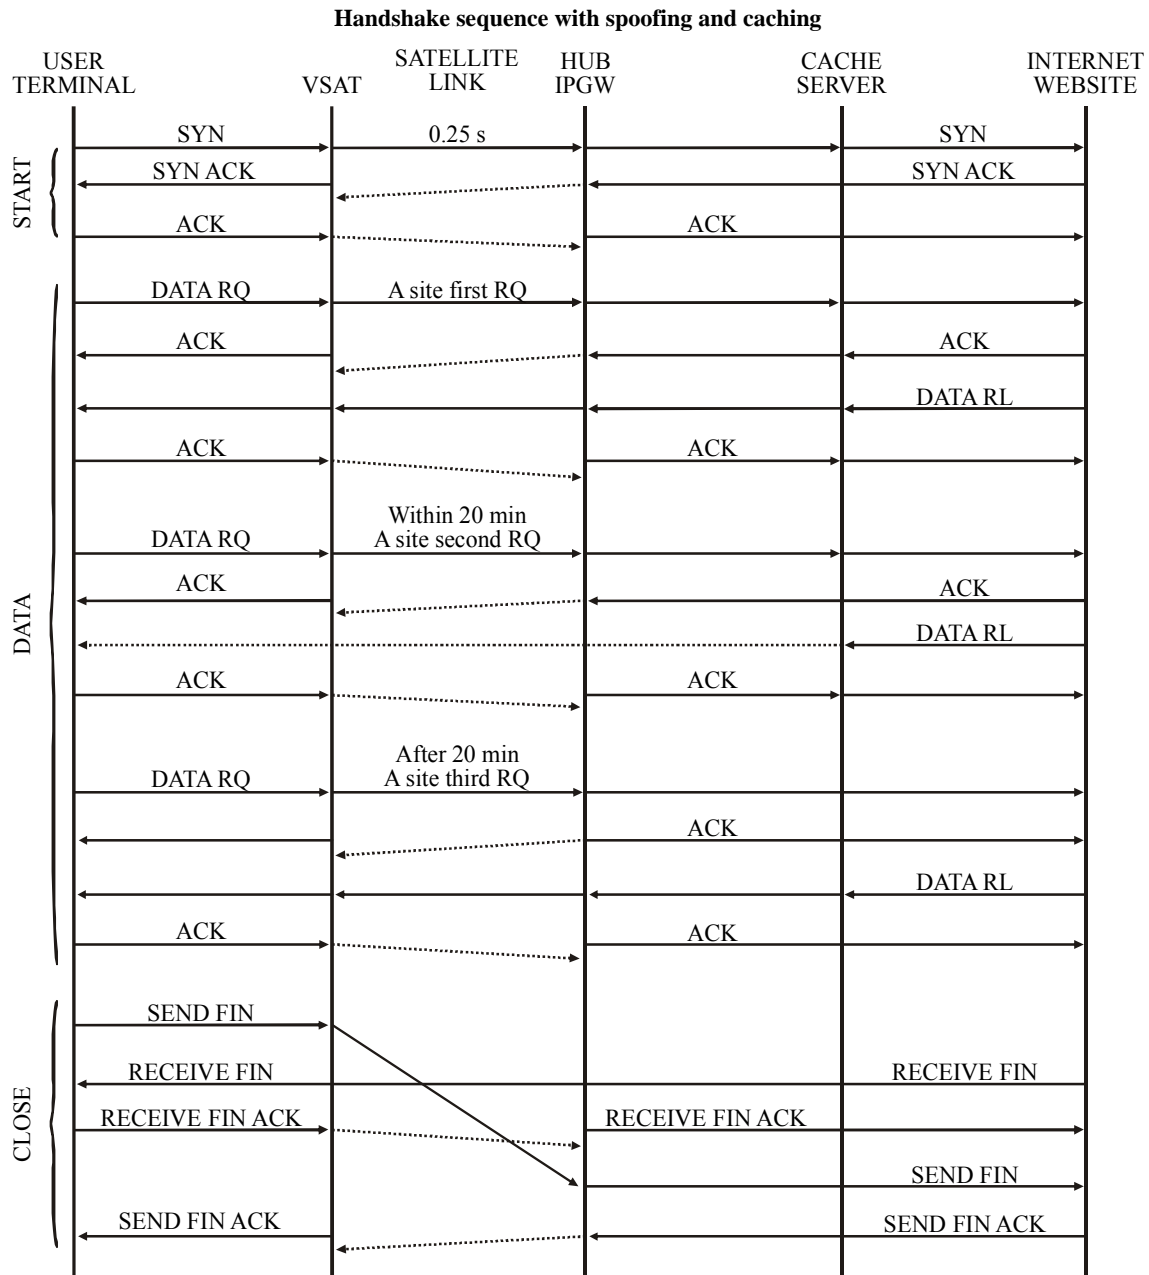 Handshake sequence with spoofing and caching
USER
TERMINAL
VSAT
SATELLITE
LINK
HUB
IPGW
CACHE
SERVER
INTERNET
WEBSITE
START
SYN
0.25 s
SYN
SYN ACK
SYN ACK
ACK
ACK
DATA
DATA RQ
A site first RQ
ACK
ACK
DATA RL
ACK
ACK
Within 20 min
DATA RQ
A site second RQ
ACK
ACK
DATA RL
ACK
ACK
After 20 min
DATA RQ
A site third RQ
ACK
DATA RL
ACK
ACK
CLOSE
SEND FIN
RECEIVE FIN
RECEIVE FIN
RECEIVE FIN ACK
RECEIVE FIN ACK
SEND FIN
SEND FIN ACK
SEND FIN ACK